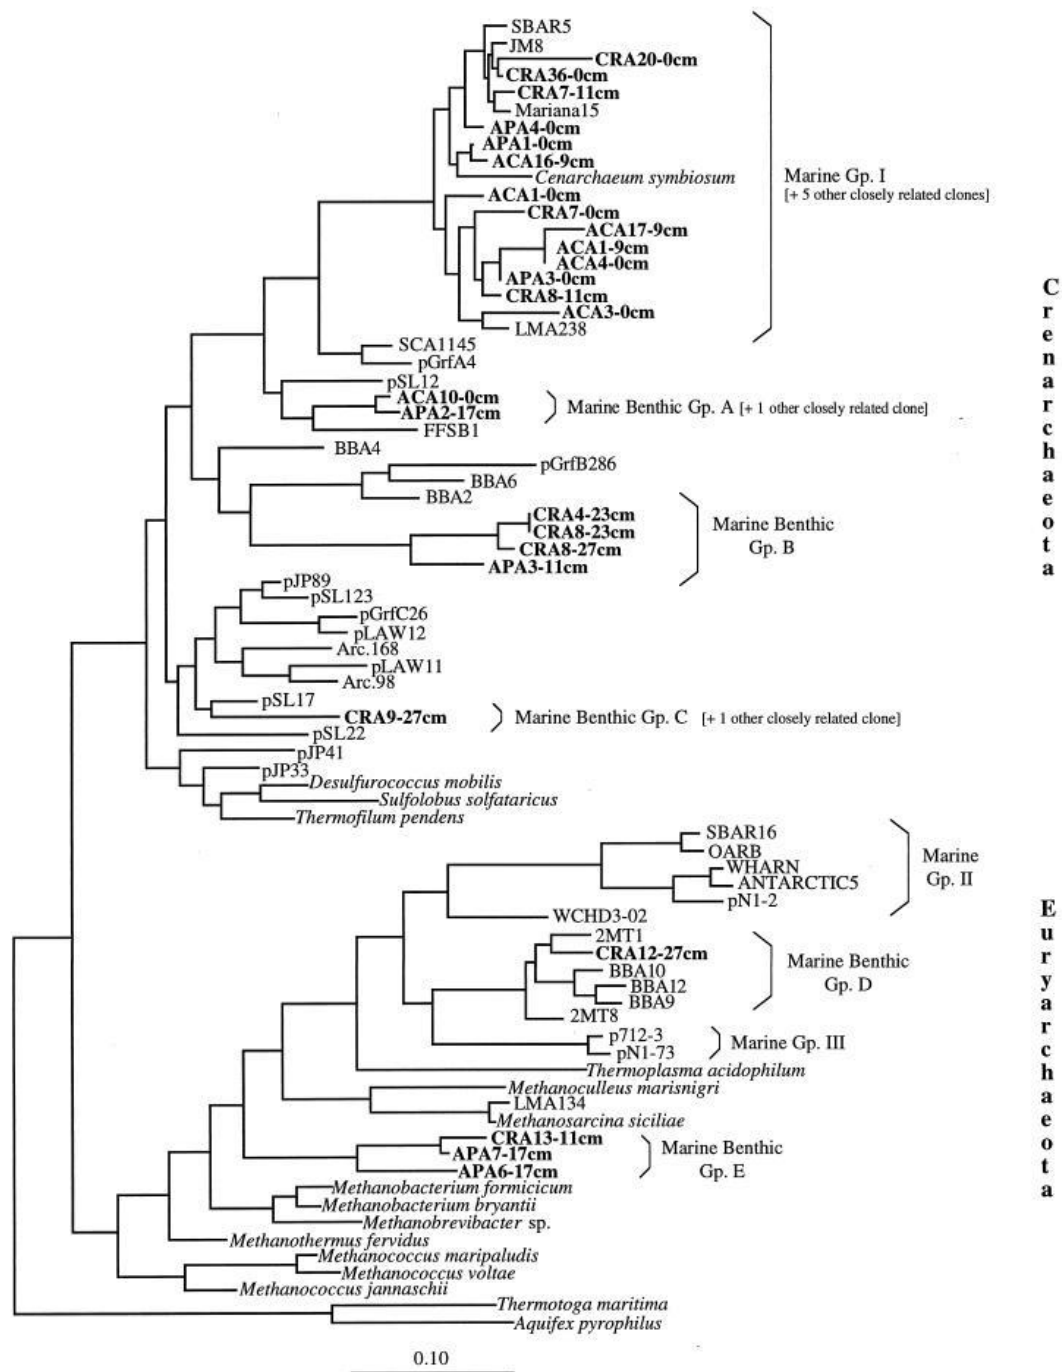 SBAR5
JM8
CRA20-0cm
CRA36-0cm
CRA7-11cm
Mariana15
APA4-0cm
APA1-0cm
ACA16-9cm
Cenarchaeum symbiosum
Marine Gp. I
[+ 5 other closely related clones]
ACA1-0cm
CRA7-0cm
ACA17-9cm
ACA1-9cm
ACA4-0cm
APA3-0cm
CRA8-11cm
ACA3-0cm
LMA238
SCA1145
pGrfA4
pSL12
ACA10-0cm
APA2-17cm
Marine Benthic Gp. A [+ 1 other closely related clone]
FFSB1
BBA4
pGrfB286
BBA6
BBA2
CRA4-23cm
CRA8-23cm
CRA8-27cm
APA3-11cm
Marine Benthic
Gp. B
Crenarchaeota
pJP89
pSL123
pGrfC26
pLAW12
Arc.168
pLAW11
Arc.98
pSL17
CRA9-27cm
Marine Benthic Gp. C [+ 1 other closely related clone]
pSL22
pJP41
pJP33
Desulfurococcus mobilis
Sulfolobus solfataricus
Thermofilum pendens
SBAR16
OARB
WHARN
ANTARCTIC5
pN1-2
Marine
Gp. II
WCHD3-02
2MT1
CRA12-27cm
BBA10
BBA12
BBA9
2MT8
Marine Benthic
Gp. D
p712-3
pN1-73
Marine Gp. III
Thermoplasma acidophilum
Methanoculleus marisnigri
LMA134
Methanosarcina siciliae
CRA13-11cm
APA7-17cm
APA6-17cm
Marine Benthic
Gp. E
Euryarchaeota
Methanobacterium formicicum
Methanobacterium bryantii
Methanobrevibacter sp.
Methanothermus fervidus
Methanococcus maripaludis
Methanococcus voltae
Methanococcus jannaschii
Thermotoga maritima
Aquifex pyrophilus
0.10